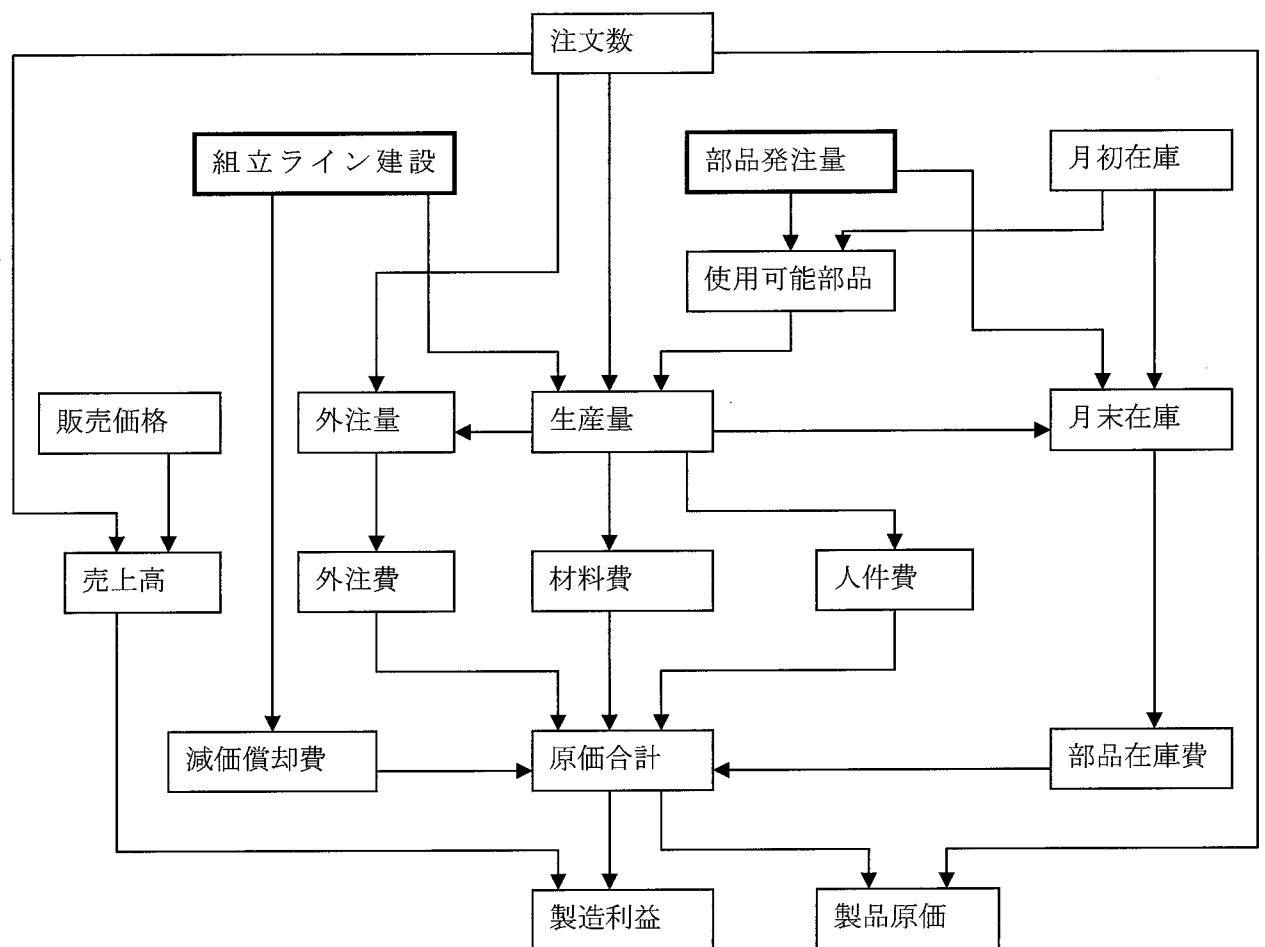 注文数
組立ライン建設
部品発注量
月初在庫
使用可能部品
販売価格
外注量
生産量
月末在庫
売上高
外注費
材料費
人件費
減価償却費
原価合計
部品在庫費
製造利益
製品原価